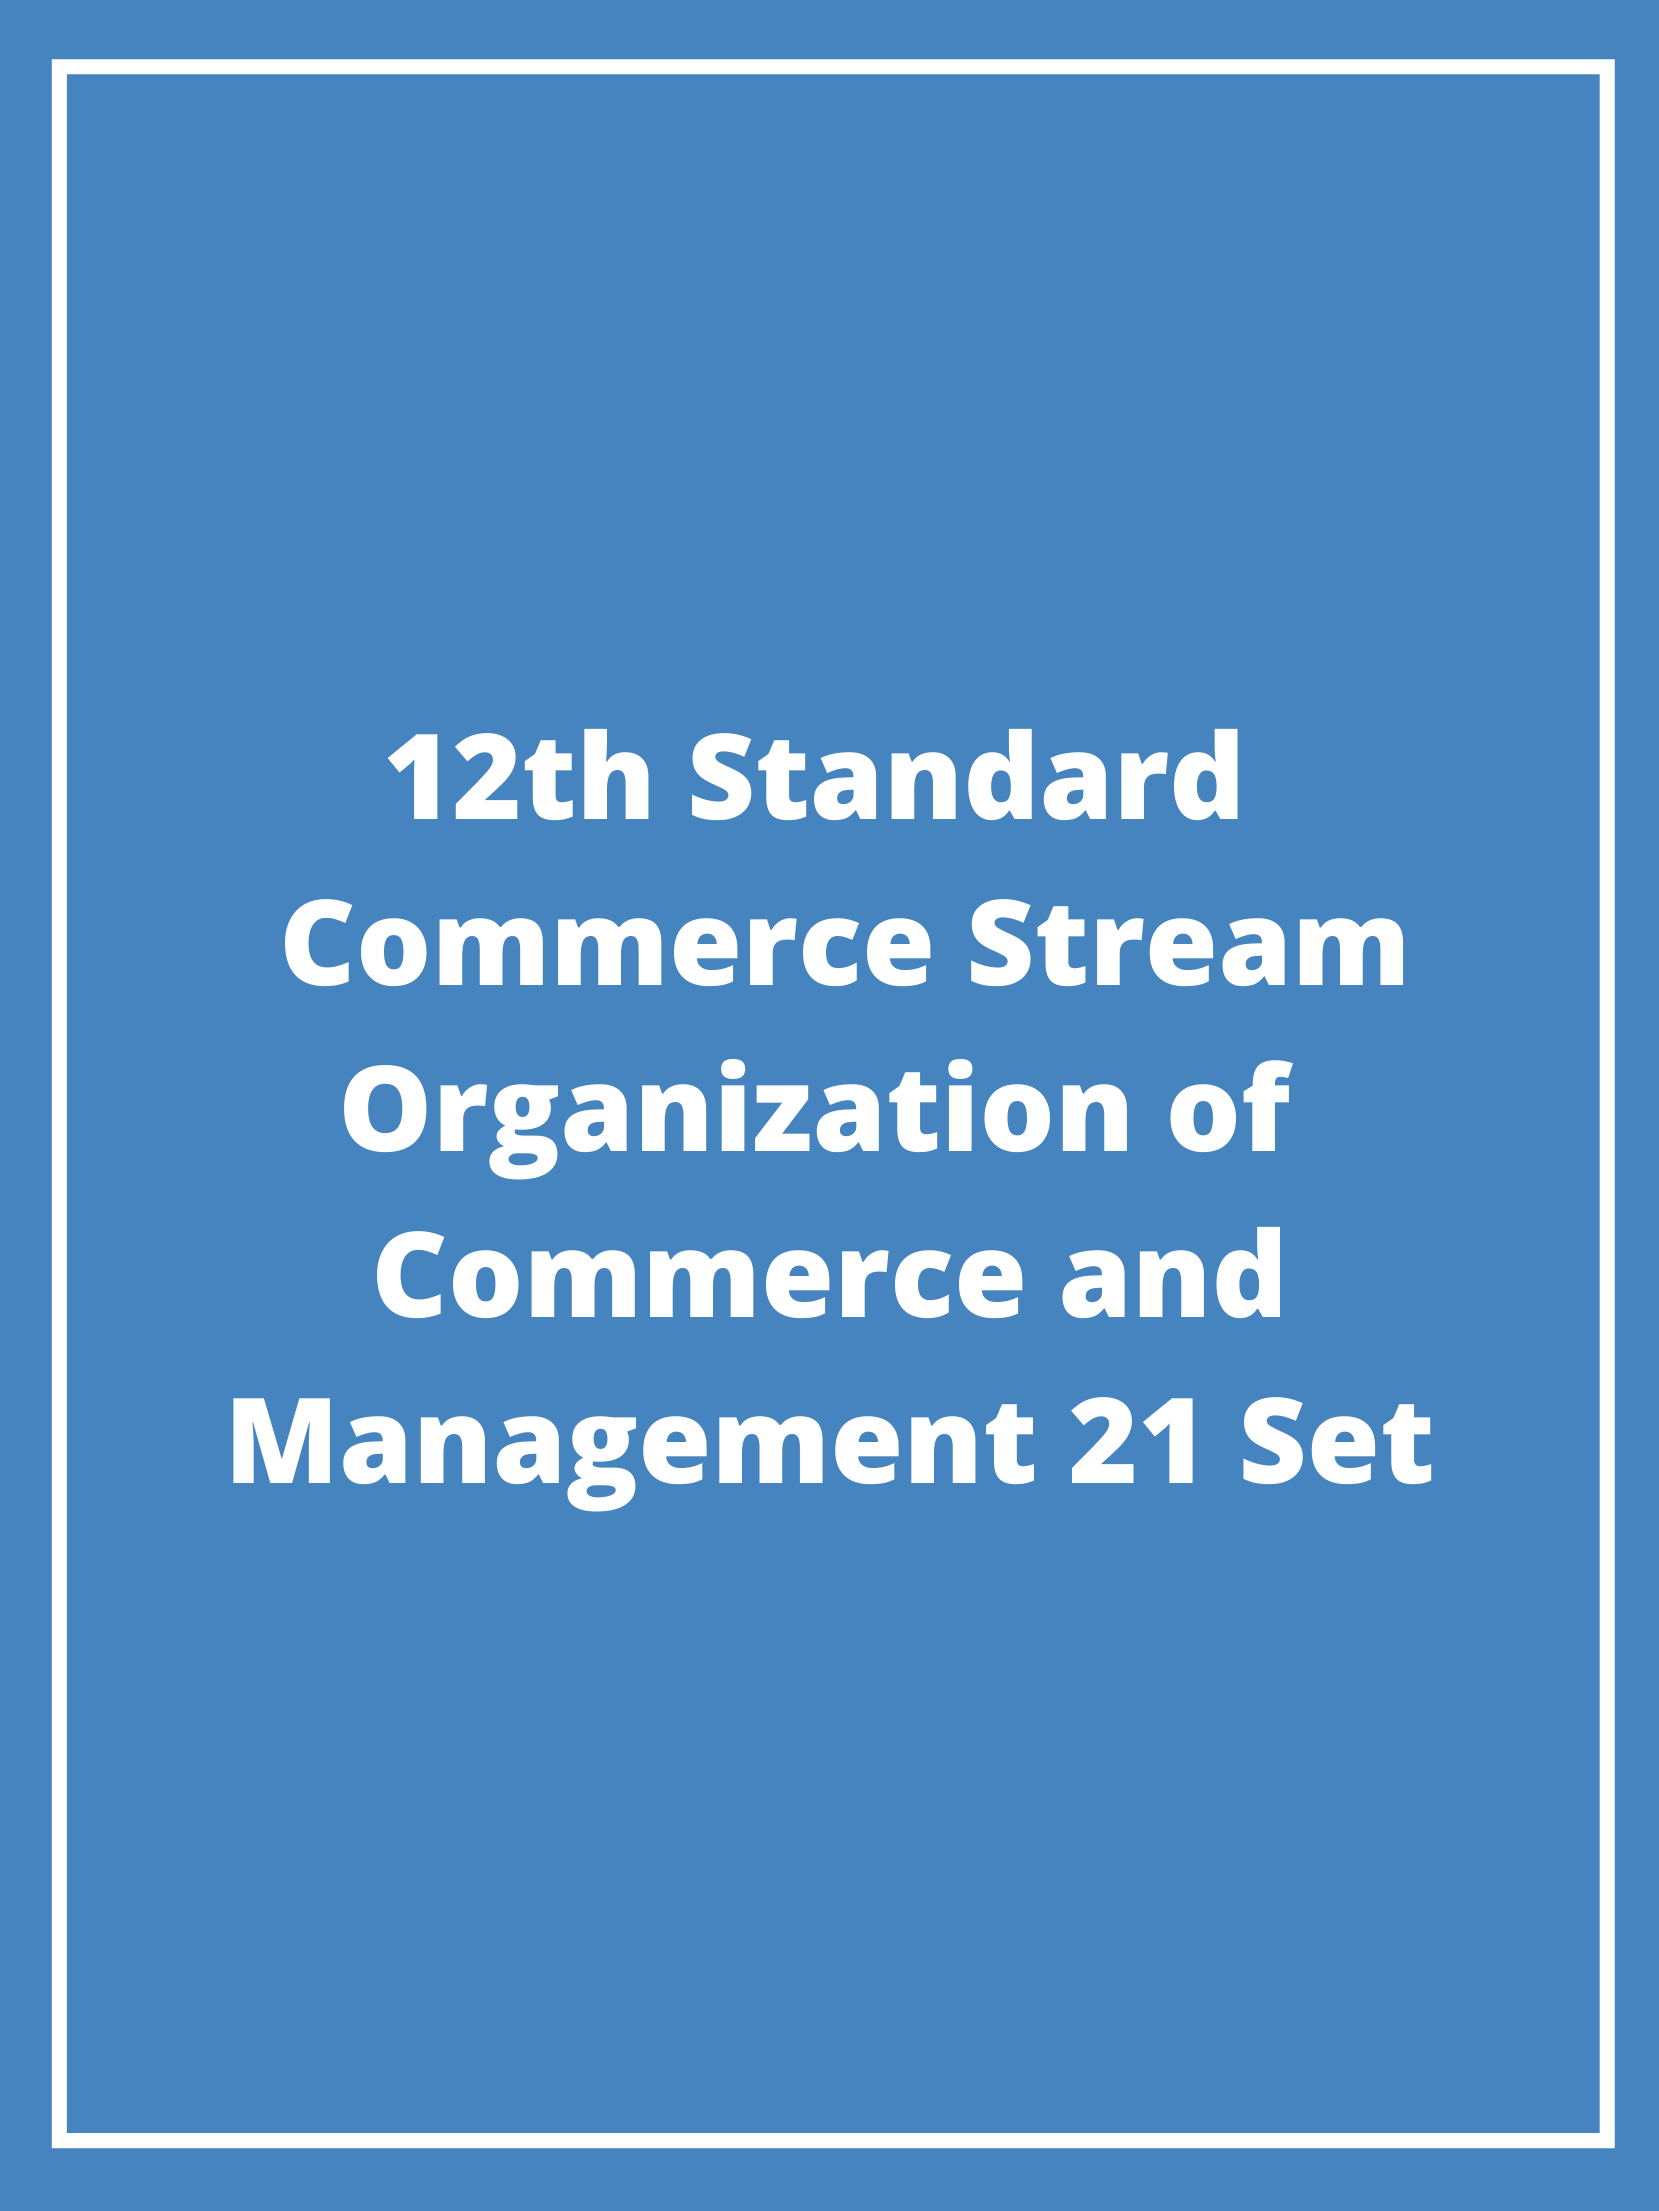 12th Standard
Commerce Stream
Organization of
Commerce and
Management 21 Set